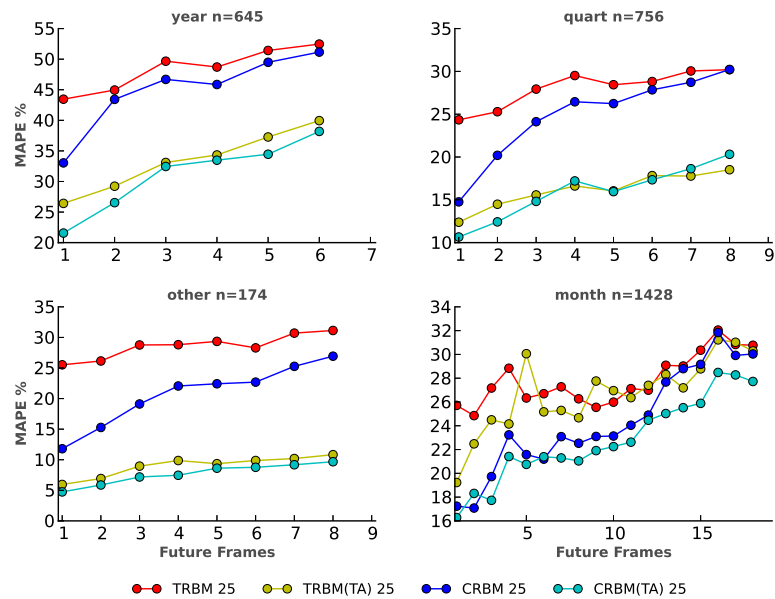 year n=645
quart n=756
MAPE %
55
50
45
40
35
30
25
20
1 2 3 4 5 6 7
35
30
25
20
15
10
1 2 3 4 5 6 7 8 9
other n=174
month n=1428
MAPE %
35
30
25
20
15
10
5
0
1 2 3 4 5 6 7 8 9
Future Frames
34
32
30
28
26
24
22
20
18
16
5 10 15
Future Frames
TRBM 25 TRBM(TA) 25 CRBM 25 CRBM(TA) 25